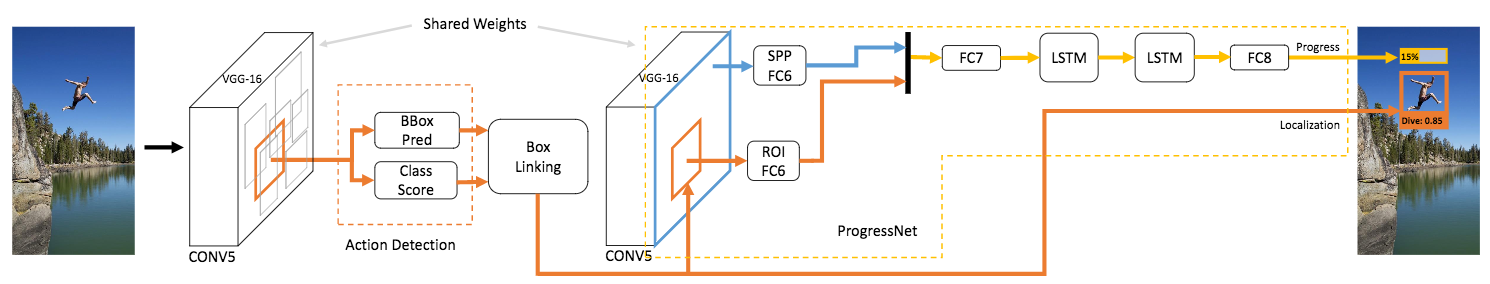 Shared Weights
VGG-16
CONV5
BBox
Pred
Class
Score
Action Detection
Box
Linking
VGG-16
CONV5
SPP
FC6
ROI
FC6
FC7
LSTM
LSTM
FC8
Progress
Localization
ProgressNet
15%
Dive: 0.85